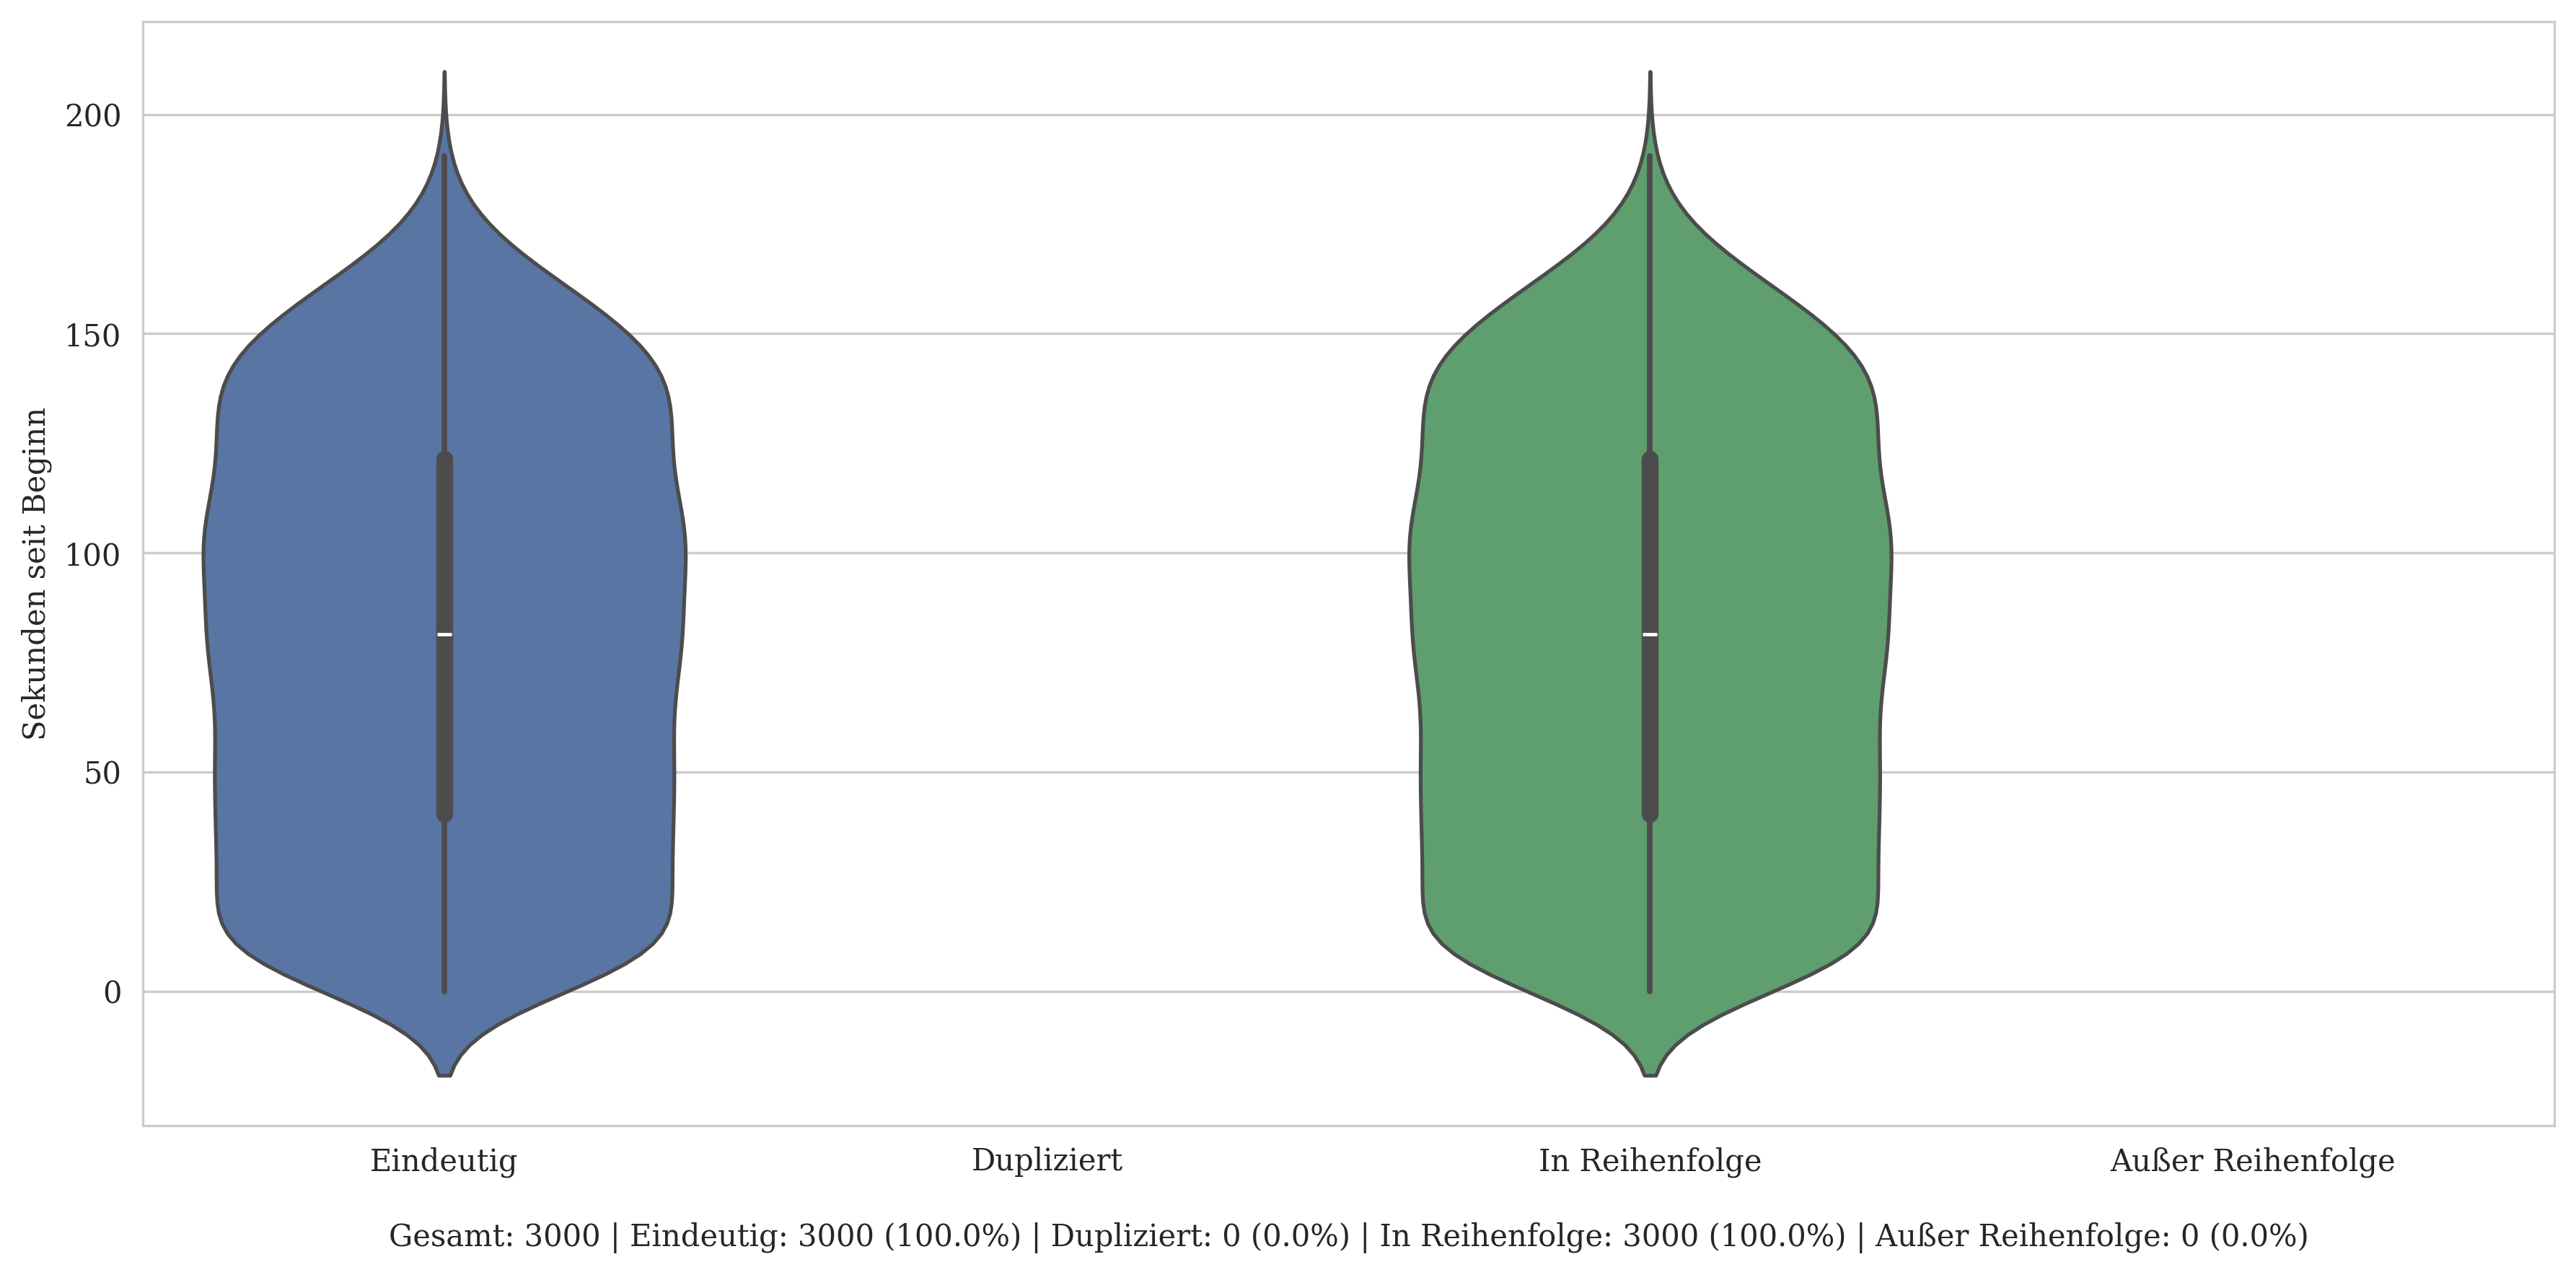 Sekunden seit Beginn
200
150
100
50
0
Eindeutig
Dupliziert
In Reihenfolge
Außer Reihenfolge
Gesamt: 3000 | Eindeutig: 3000 (100.0%) | Dupliziert: 0 (0.0%) | In Reihenfolge: 3000 (100.0%) | Außer Reihenfolge: 0 (0.0%)